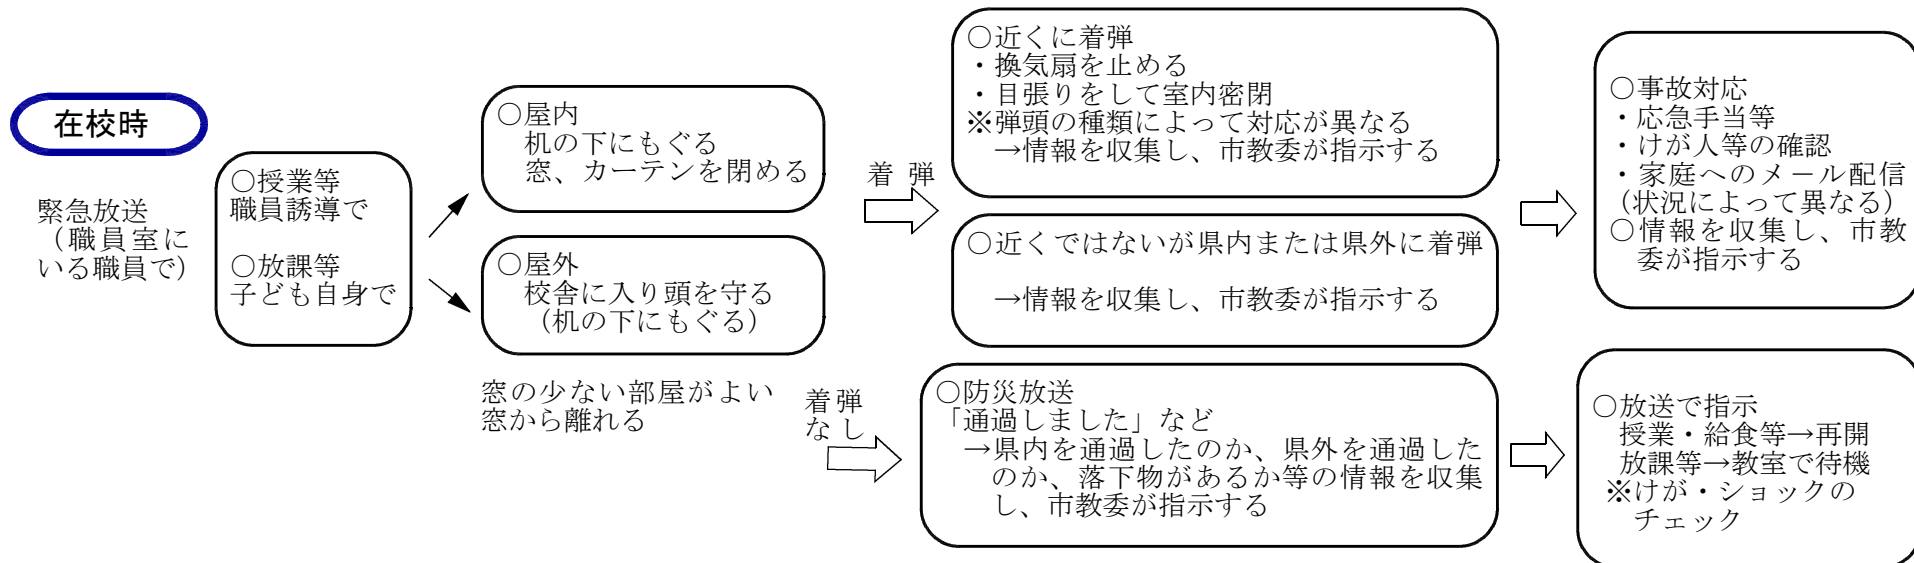 在校時
緊急放送
（職員室に
いる職員で）
○授業等
職員誘導で
○放課等
子ども自身で
○屋内
机の下にもぐる
窓、カーテンを閉める
○屋外
校舎に入り頭を守る
（机の下にもぐる）
窓の少ない部屋がよい
窓から離れる
着 弾
○近くに着弾
・換気扇を止める
・目張りをして室内密閉
※弾頭の種類によって対応が異なる
→情報を収集し、市教委が指示する
○近くではないが県内または県外に着弾
→情報を収集し、市教委が指示する
○事故対応
・応急手当等
・けが人等の確認
・家庭へのメール配信
（状況によって異なる）
○情報を収集し、市教
委が指示する
着弾
なし
○防災放送
「通過しました」など
→県内を通過したのか、県外を通過した
のか、落下物があるか等の情報を収集
し、市教委が指示する
○放送で指示
授業・給食等→再開
放課等→教室で待機
※けが・ショックの
チェック